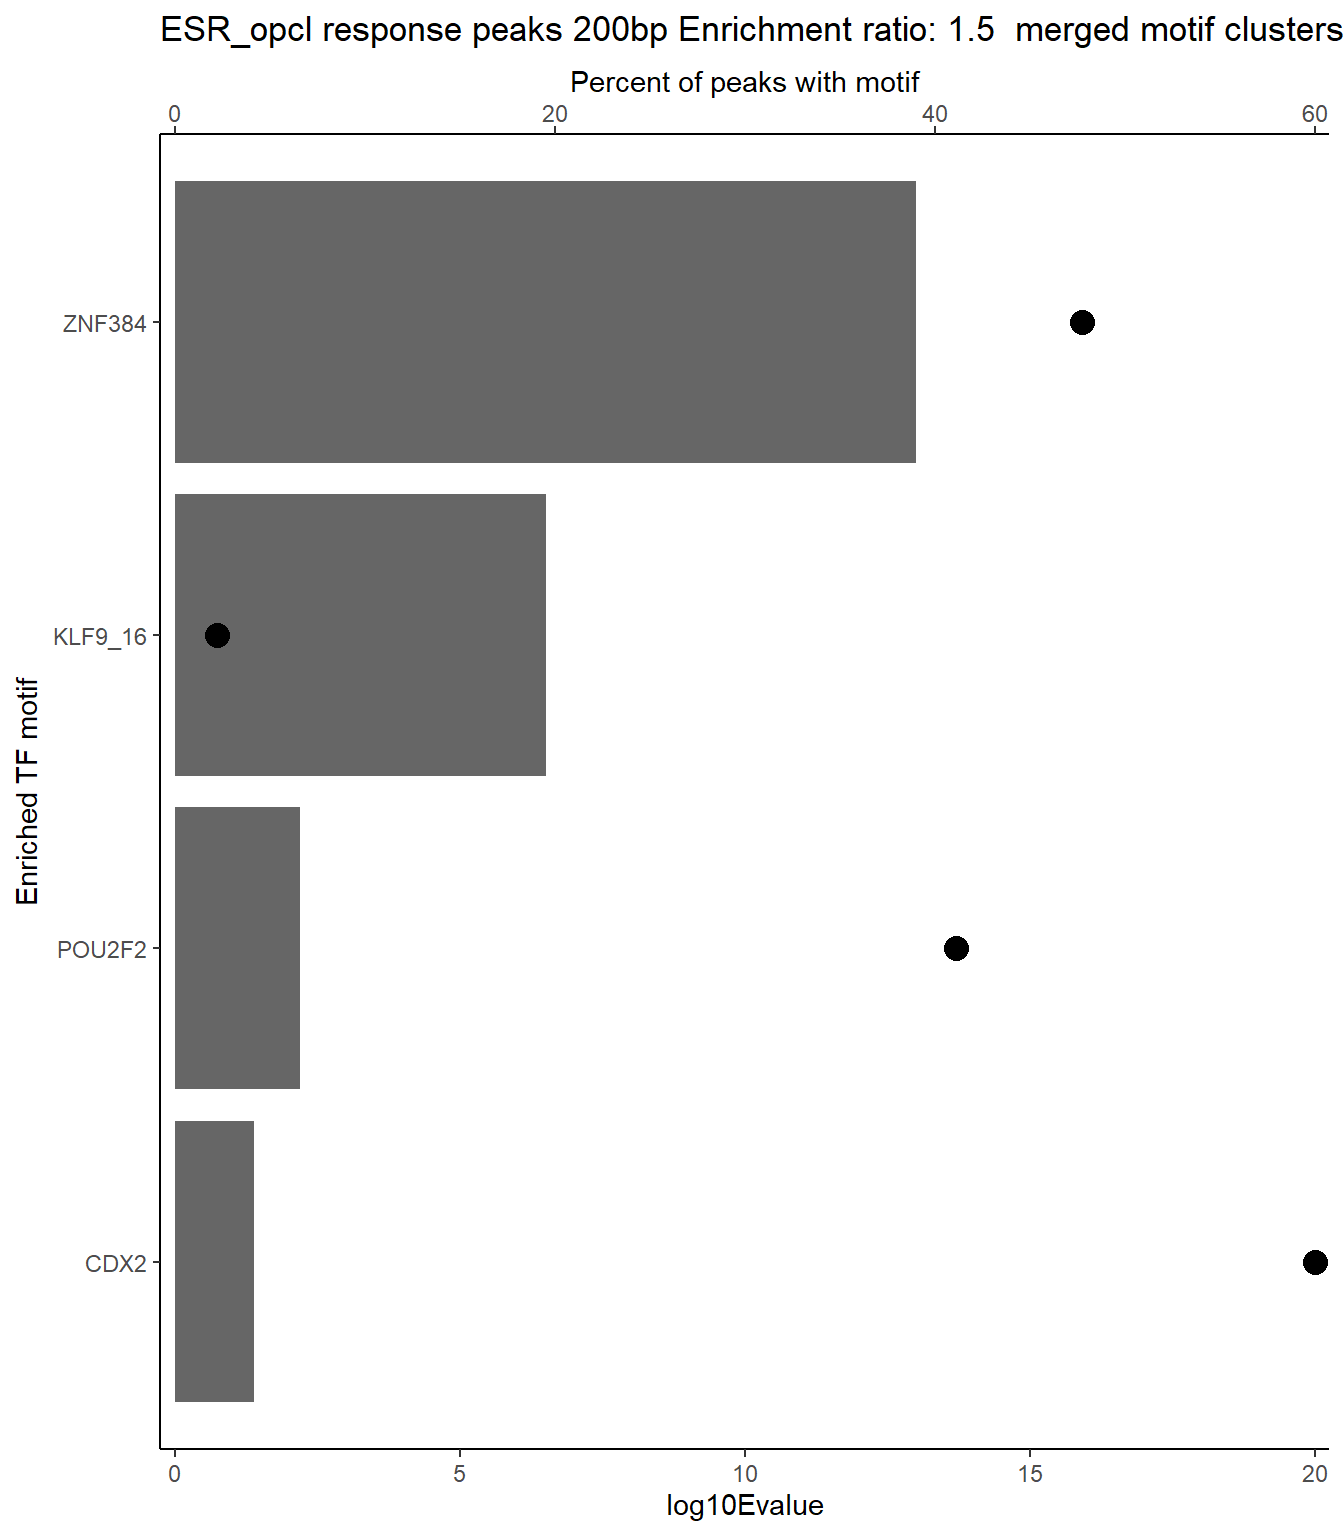 ESR_opcl response peaks 200bp Enrichment ratio: 1.5  merged motif clusters
Percent of peaks with motif
0 20 40 60
ZNF384
KLF9_16
POU2F2
CDX2
Enriched TF motif
0 5 10 15 20
log10Evalue